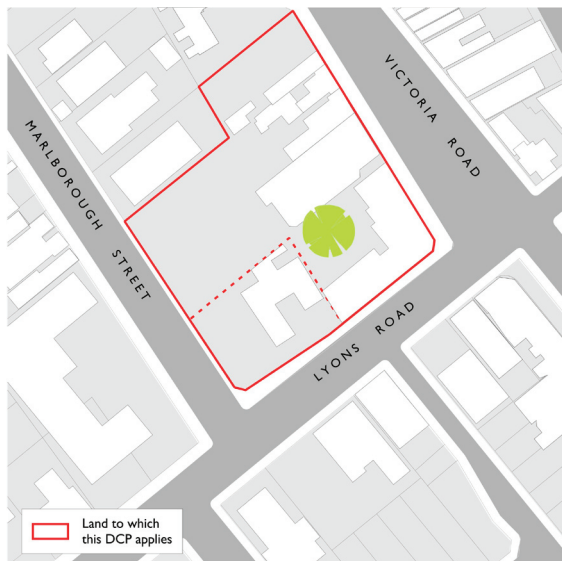 MARLBOROUGH STREET
VICTORIA ROAD
LYONS ROAD
Land to which
this DCP applies